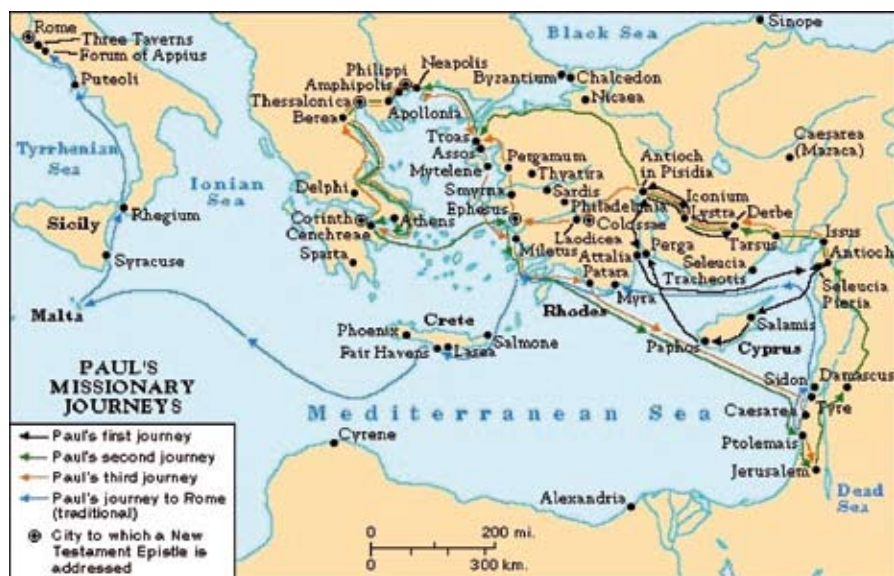 Rome
Three Taverns
Forum of Appius
Puteoli
Tyrrhenian
Sea
Ionian
Sea
Sicily
Rhegium
Syracuse
Malta
Black Sea
Sinope
Byzantium
Chalcedon
Nicaea
Philippi
Neapolis
Amphipolis
Thessalonica
Apollonia
Berea
Troas
Assos
Mytelene
Delphi
Corinth
Athens
Cenchreae
Sparta
Pergamum
Thyatira
Smyrna
Sardis
Ephesus
Philadelphia
Colossae
Laodicea
Miletus
Attalia
Perga
Patara
Myra
Rhodes
Antioch
in Pisidia
Iconium
Lystra
Derbe
Tarsus
Caesarea
(Mazaca)
Issus
Antioch
Seleucia
Tracheotis
Seleucia
Pieria
Salamis
Paphos
Cyprus
Phoenix
Crete
Fair Havens
Lasea
Salmone
Sidon
Damascus
Tyre
Caesarea
Ptolemais
Jerusalem
Dead
Sea
Mediterranean Sea
Cyrene
Alexandria
PAUL'S
MISSIONARY
JOURNEYS
Paul's first journey
Paul's second journey
Paul's third journey
Paul's journey to Rome
(traditional)
City to which a New
Testament Epistle is
addressed
0 200 mi.
0 300 km.